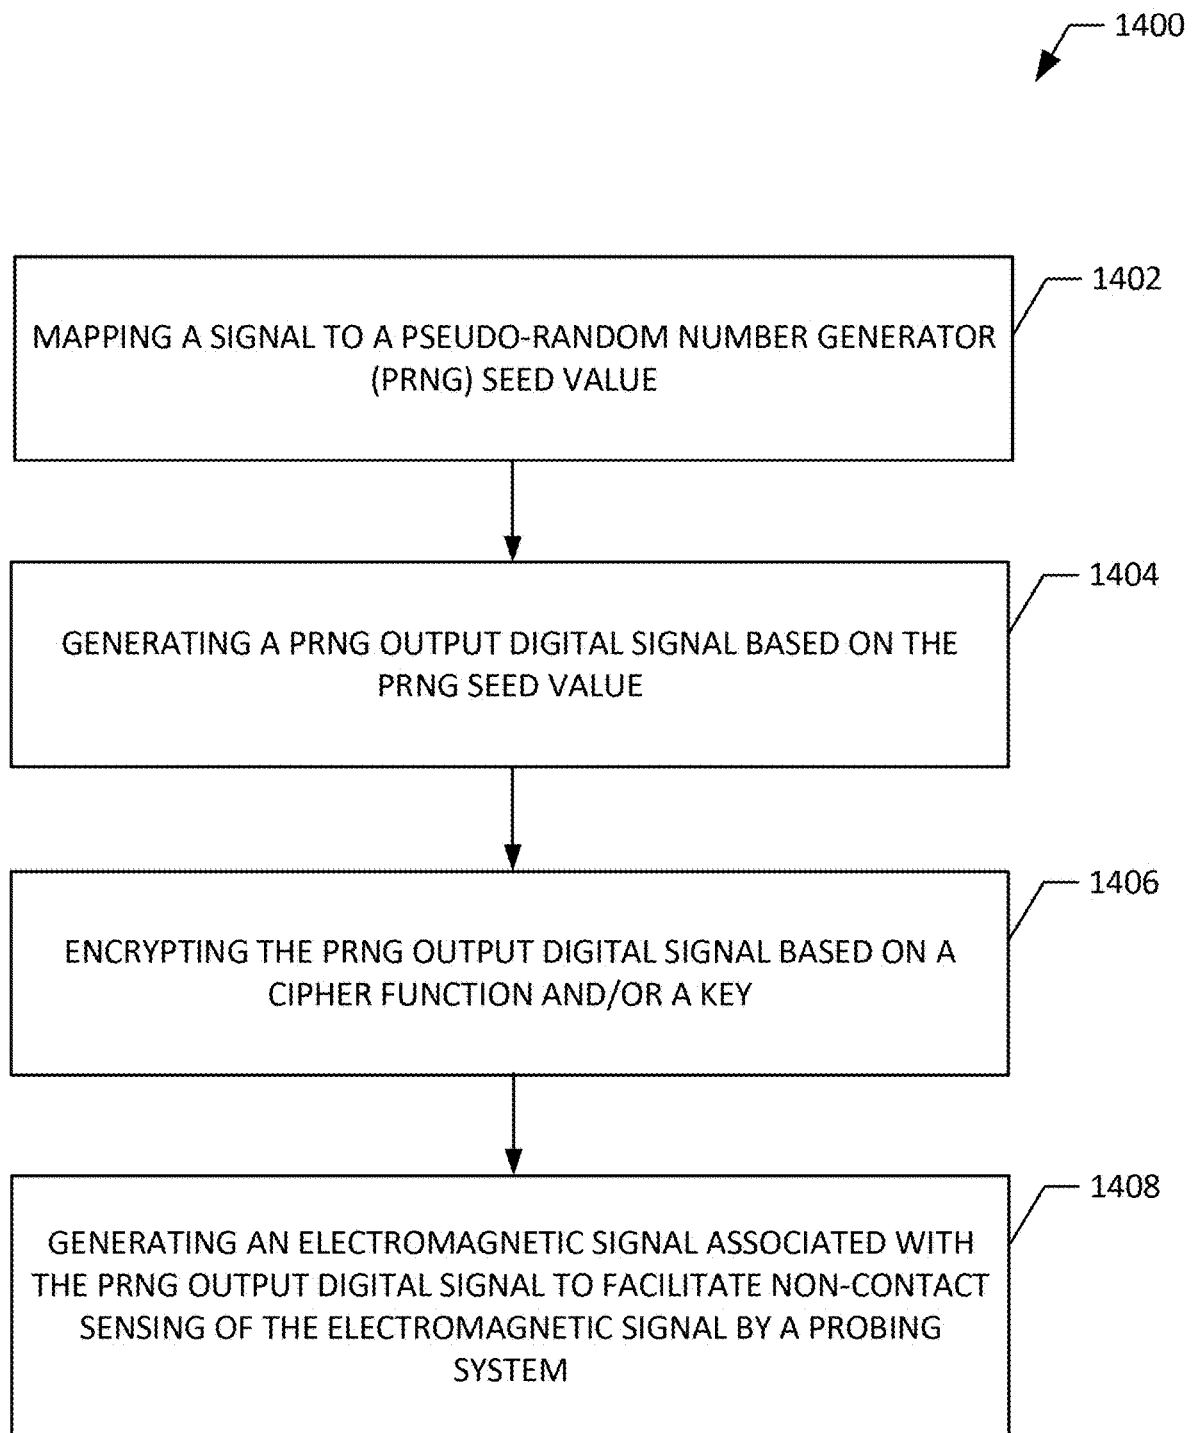 1400
1402
MAPPING A SIGNAL TO A PSEUDO-RANDOM NUMBER GENERATOR
(PRNG) SEED VALUE
1404
GENERATING A PRNG OUTPUT DIGITAL SIGNAL BASED ON THE
PRNG SEED VALUE
1406
ENCRYPTING THE PRNG OUTPUT DIGITAL SIGNAL BASED ON A
CIPHER FUNCTION AND/OR A KEY
1408
GENERATING AN ELECTROMAGNETIC SIGNAL ASSOCIATED WITH
THE PRNG OUTPUT DIGITAL SIGNAL TO FACILITATE NON-CONTACT
SENSING OF THE ELECTROMAGNETIC SIGNAL BY A PROBING
SYSTEM